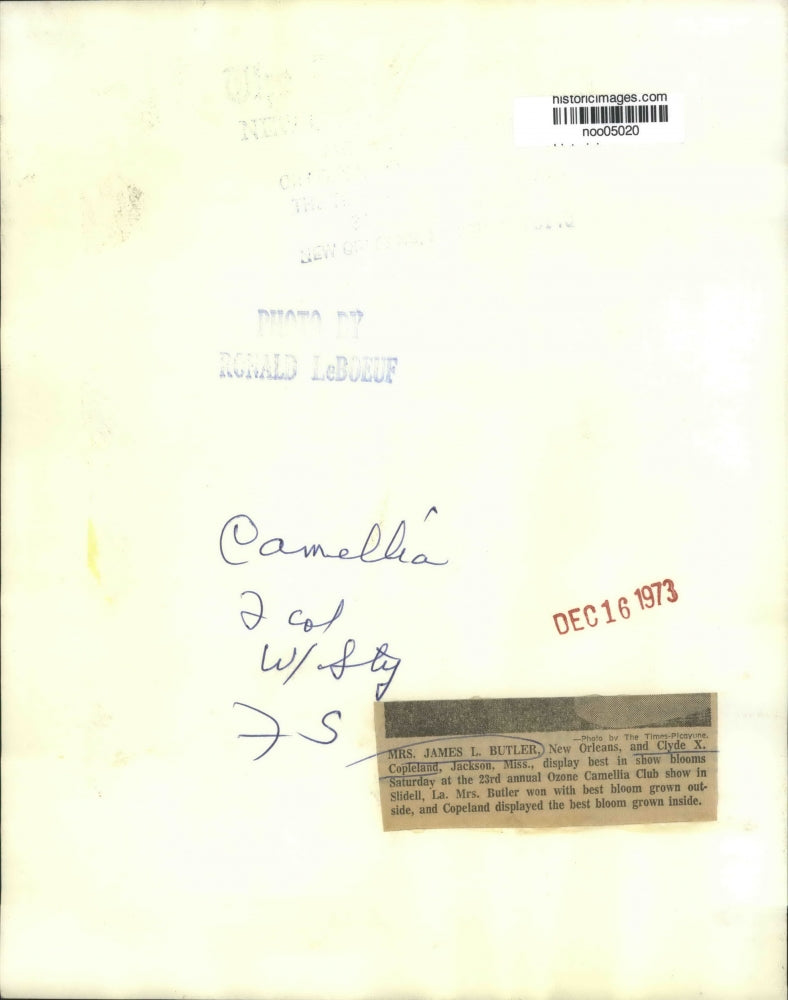 historicimages.com
noo05020
NEW
NEW
PHOTO BY
RONALD LeBOEUF
Camellia
2 col
W/ Sty
DEC 16 1973
S
—Photo by The Times-Picayune.
MRS. JAMES L. BUTLER, New Orleans, and Clyde X.
Copleland, Jackson, Miss., display best in show blooms
Saturday at the 23rd annual Ozone Camellia Club show in
Slidell, La. Mrs. Butler won with best bloom grown out-
side, and Copeland displayed the best bloom grown inside.